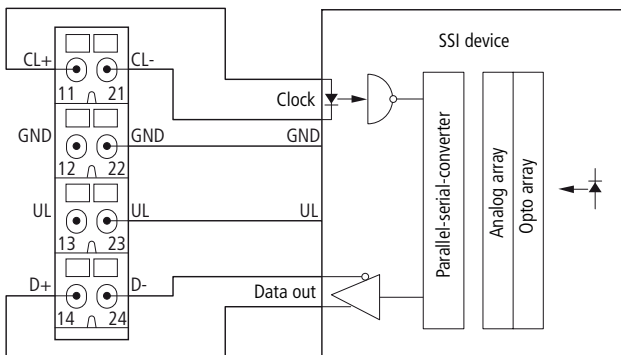 SSI device
CL+
CL-
11
21
Clock
GND
GND
GND
12
22
UL
UL
UL
13
23
D+
D-
14
24
Data out
Parallel-serial-converter
Analog array
Opto array